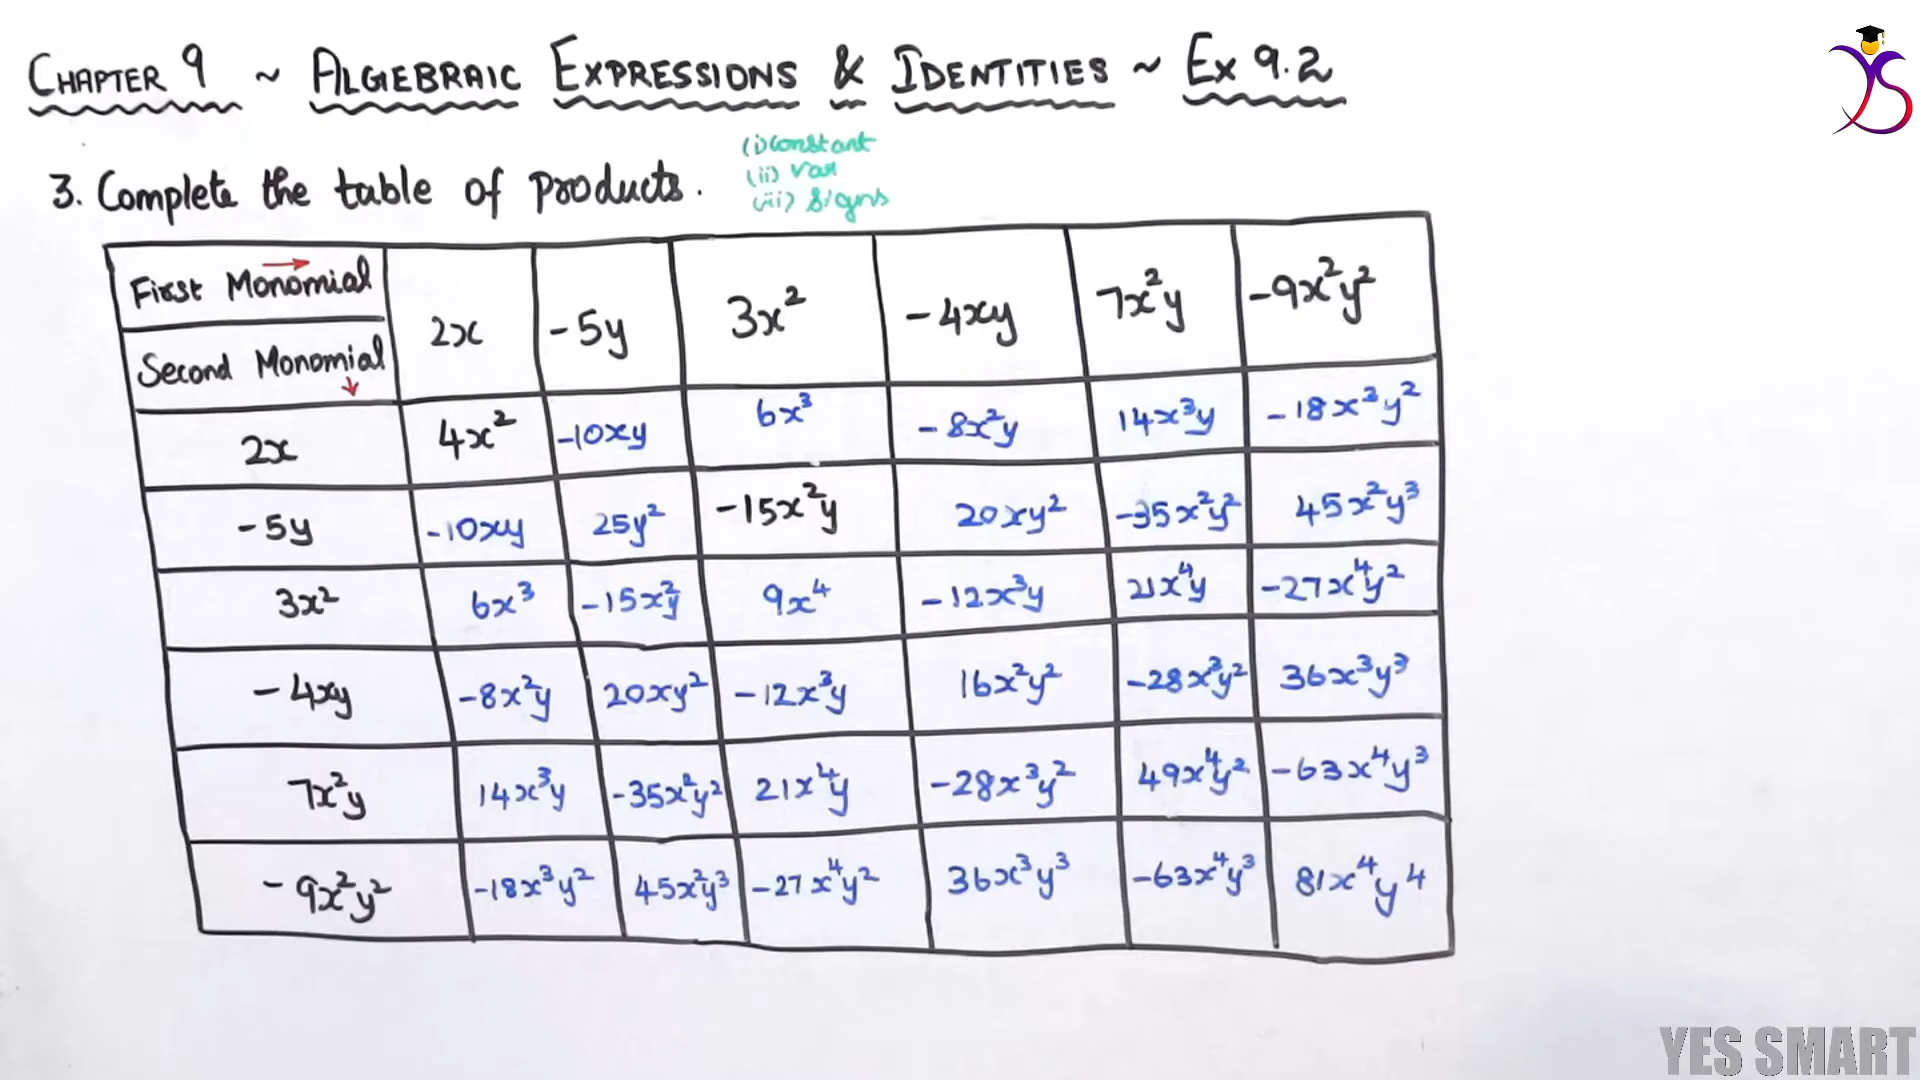 CHAPTER 9 ~ ALGEBRAIC EXPRESSIONS & IDENTITIES ~ Ex 9.2
(i) constant
(ii) var
(iii) signs
3. Complete the table of products.
First Monomial →
Second Monomial ↓
2x -5y 3x² -4xy 7x²y -9x²y²
2x 4x² -10xy 6x³ -8x²y 14x³y -18x³y²
-5y -10xy 25y² -15x²y 20xy² -35x²y² 45x²y³
3x² 6x³ -15x²y 9x⁴ -12x³y 21x⁴y -27x⁴y²
-4xy -8x²y 20xy² -12x³y 16x²y² -28x³y² 36x³y³
7x²y 14x³y -35x²y² 21x⁴y -28x³y² 49x⁴y² -63x⁴y³
-9x²y² -18x³y² 45x²y³ -27x⁴y² 36x³y³ -63x⁴y³ 81x⁴y⁴
YS
YES SMART